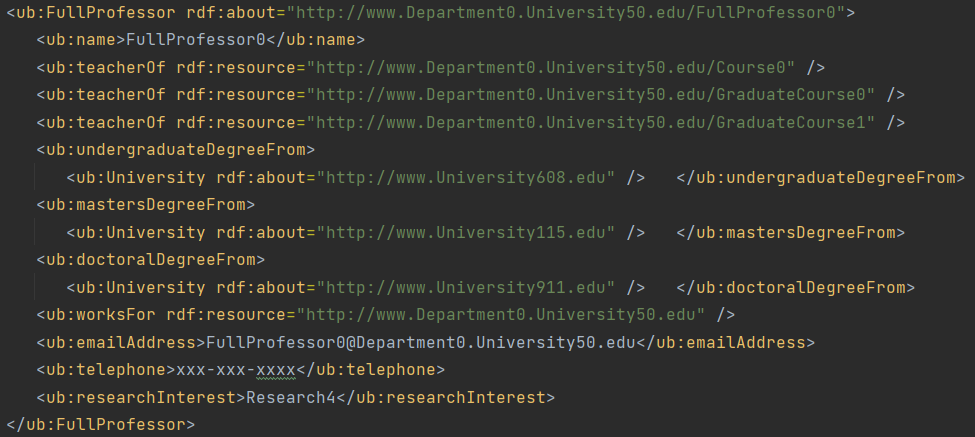 <ub:FullProfessor rdf:about="http://www.Department0.University50.edu/FullProfessor0">
<ub:name>FullProfessor0</ub:name>
<ub:teacherOf rdf:resource="http://www.Department0.University50.edu/Course0" />
<ub:teacherOf rdf:resource="http://www.Department0.University50.edu/GraduateCourse0" />
<ub:teacherOf rdf:resource="http://www.Department0.University50.edu/GraduateCourse1" />
<ub:undergraduateDegreeFrom>
<ub:University rdf:about="http://www.University608.edu" />   </ub:undergraduateDegreeFrom>
<ub:mastersDegreeFrom>
<ub:University rdf:about="http://www.University115.edu" />   </ub:mastersDegreeFrom>
<ub:doctoralDegreeFrom>
<ub:University rdf:about="http://www.University911.edu" />   </ub:doctoralDegreeFrom>
<ub:worksFor rdf:resource="http://www.Department0.University50.edu" />
<ub:emailAddress>FullProfessor0@Department0.University50.edu</ub:emailAddress>
<ub:telephone>xxx-xxx-xxxx</ub:telephone>
<ub:researchInterest>Research4</ub:researchInterest>
</ub:FullProfessor>